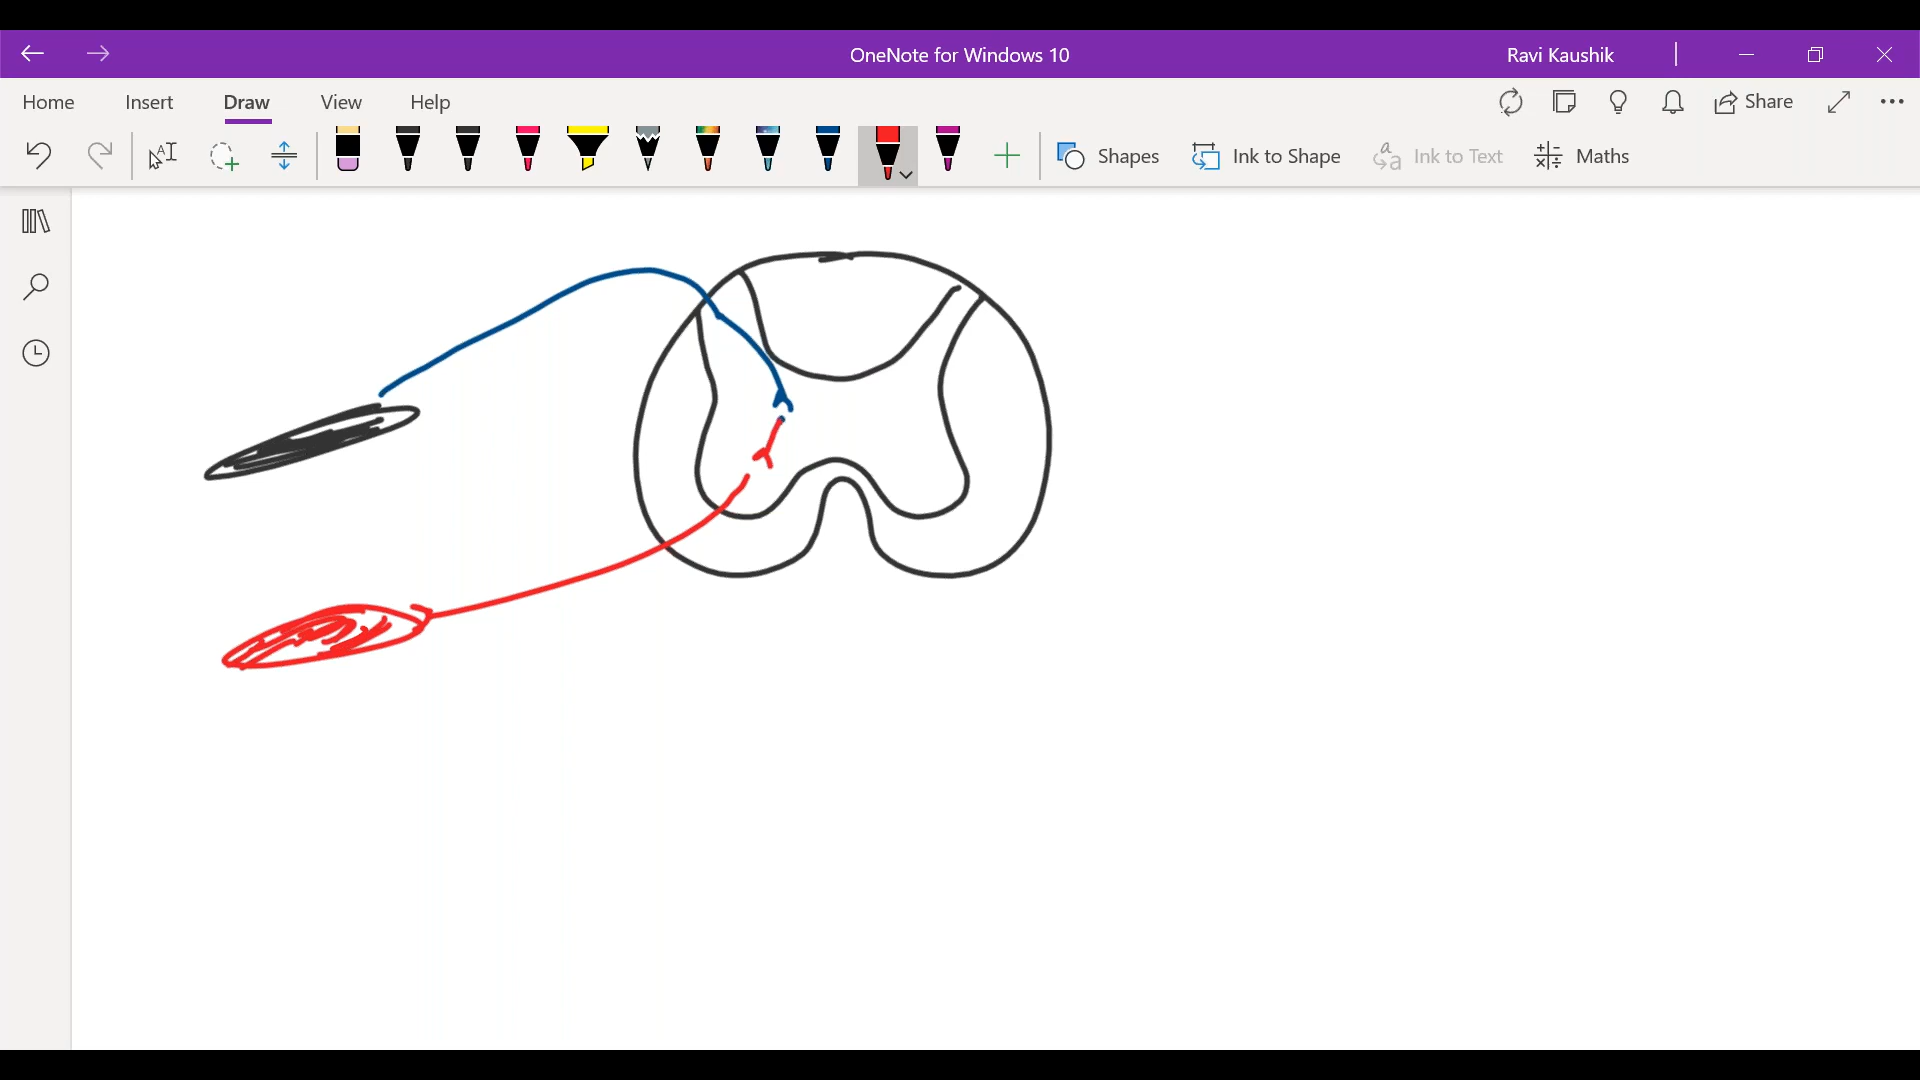 OneNote for Windows 10
Ravi Kaushik
Home Insert Draw View Help
Share
Shapes Ink to Shape Ink to Text Maths